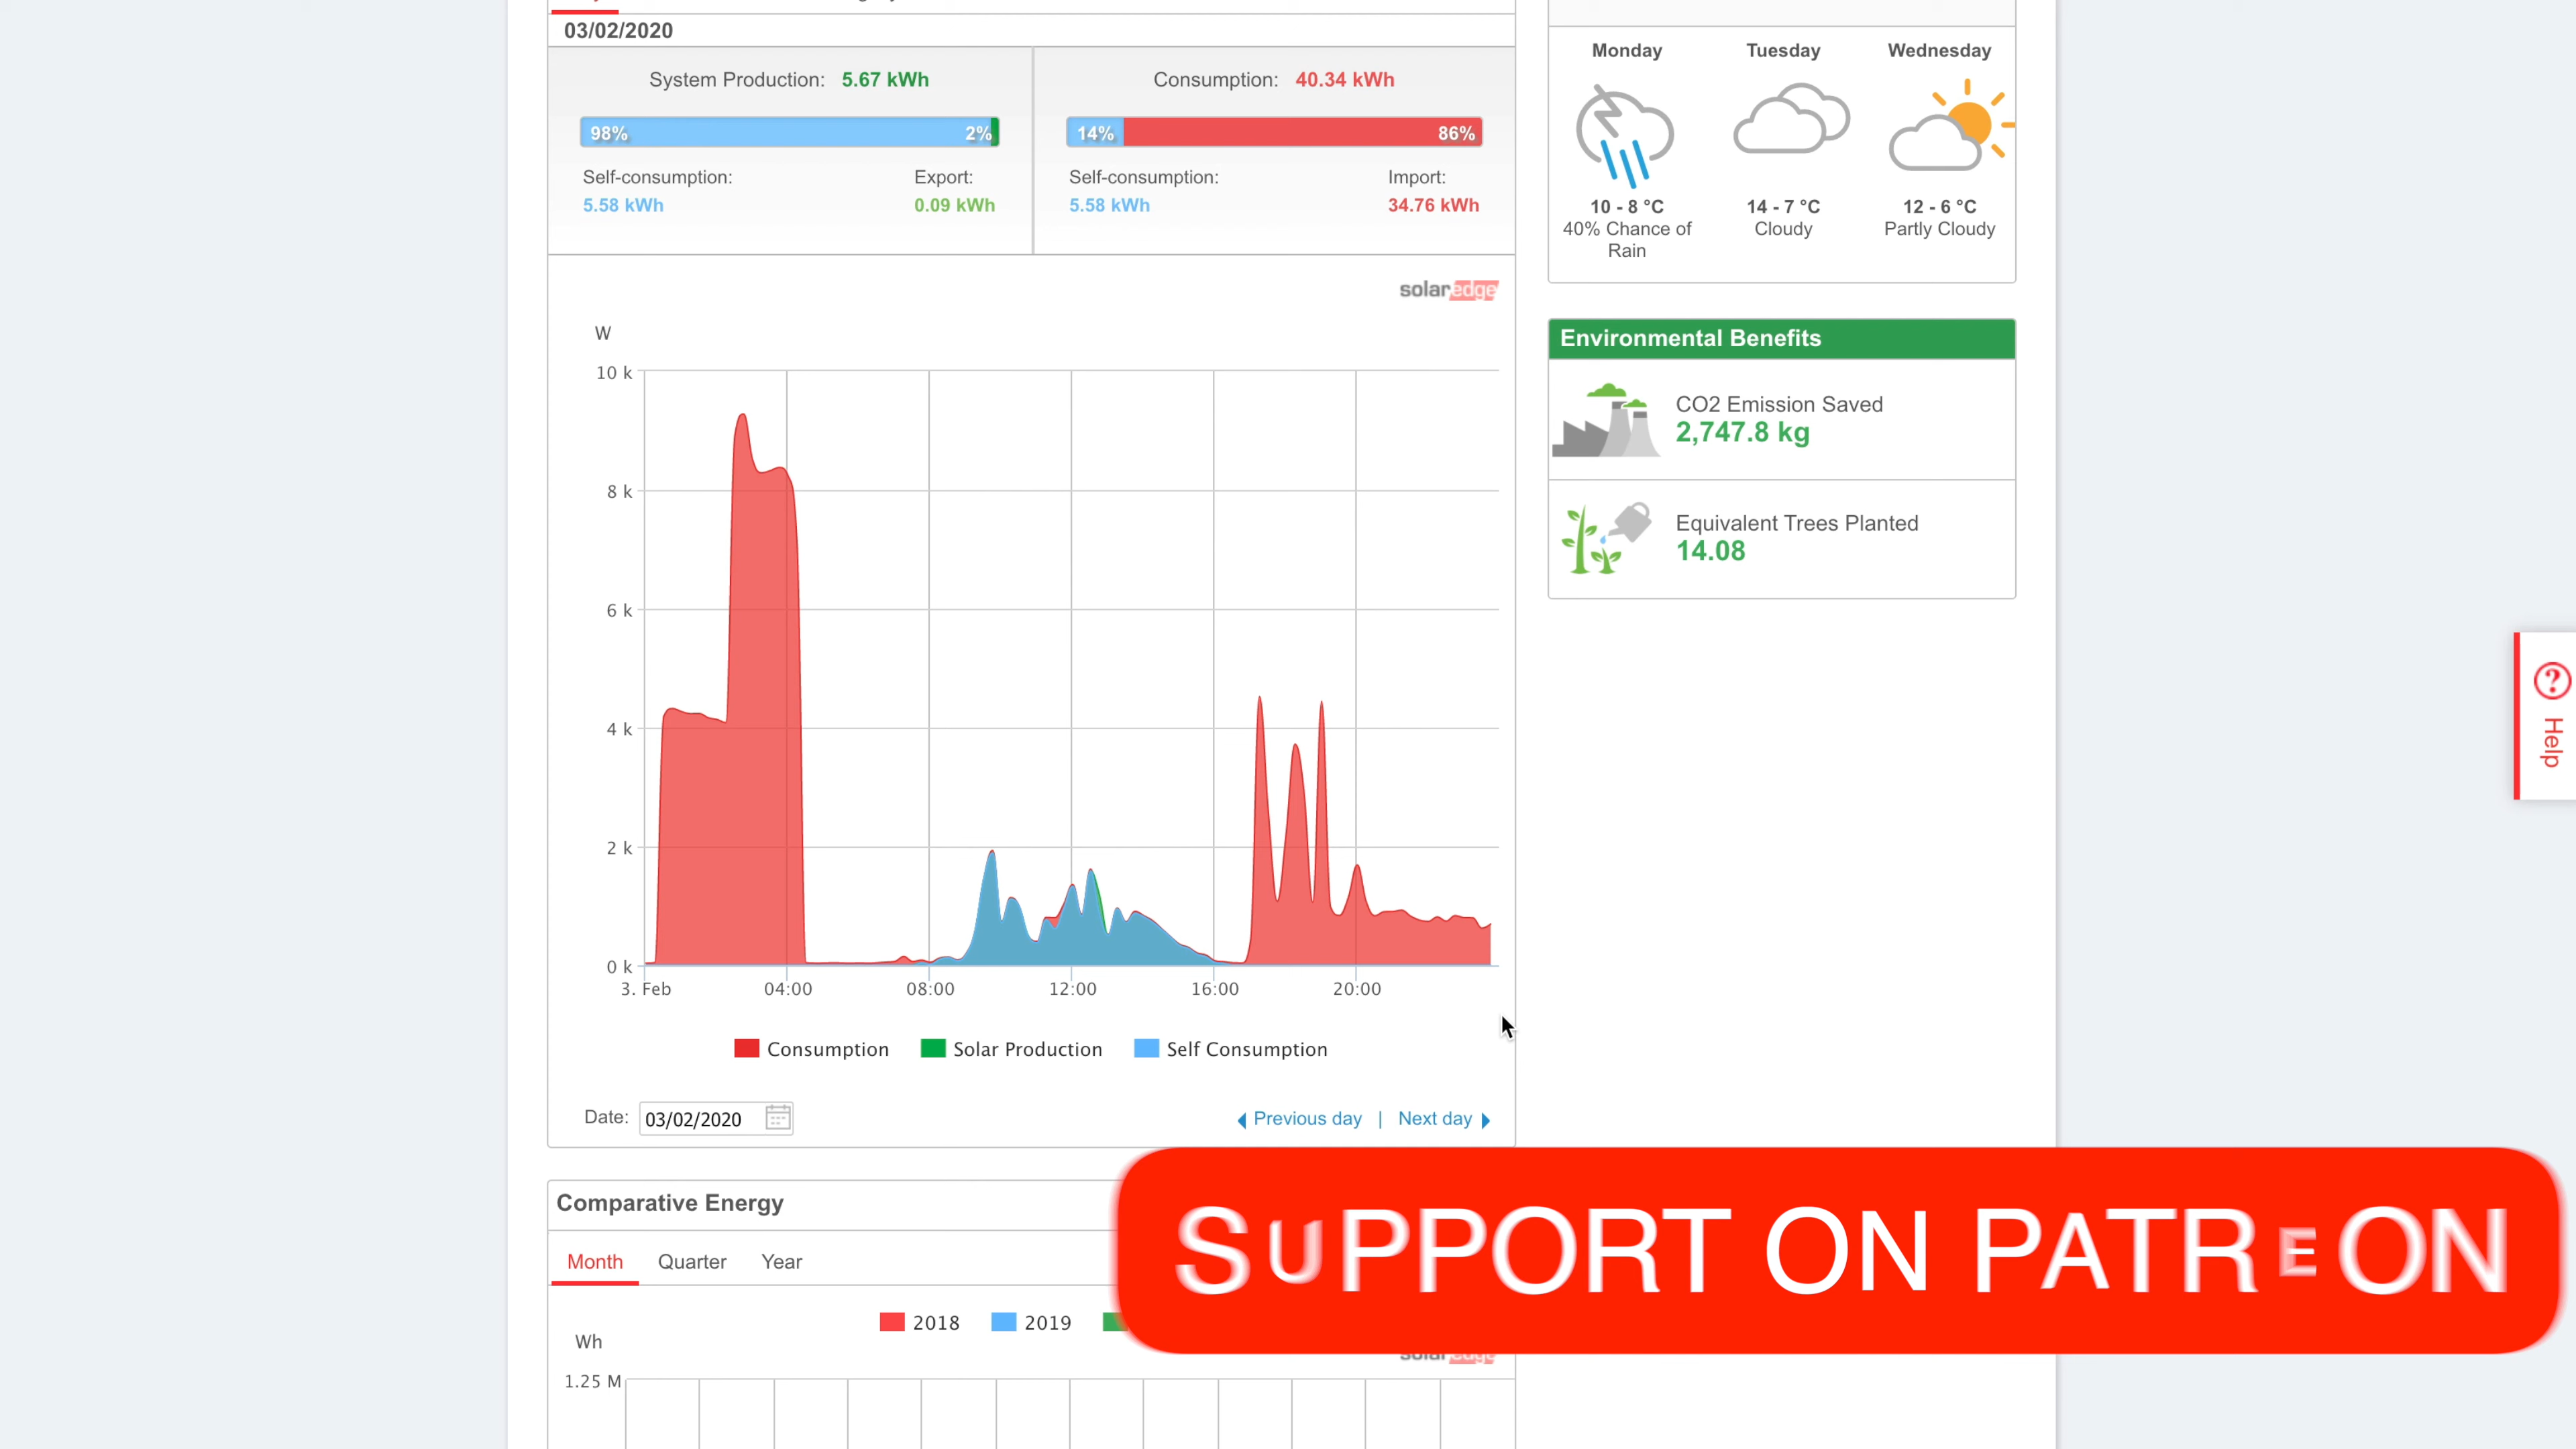 03/02/2020
System Production: 5.67 kWh
98% 2%
Self-consumption: Export:
5.58 kWh 0.09 kWh
Consumption: 40.34 kWh
14% 86%
Self-consumption: Import:
5.58 kWh 34.76 kWh
solaredge
W
10 k
8 k
6 k
4 k
2 k
0 k
3. Feb 04:00 08:00 12:00 16:00 20:00
Consumption Solar Production Self Consumption
Date: 03/02/2020 Previous day | Next day
Comparative Energy
Month Quarter Year
2018 2019
Wh
solaredge
1.25 M
Monday Tuesday Wednesday
10 - 8 °C 14 - 7 °C 12 - 6 °C
40% Chance of Rain Cloudy Partly Cloudy
Environmental Benefits
CO2 Emission Saved
2,747.8 kg
Equivalent Trees Planted
14.08
? Help
SUPPORT ON PATREON